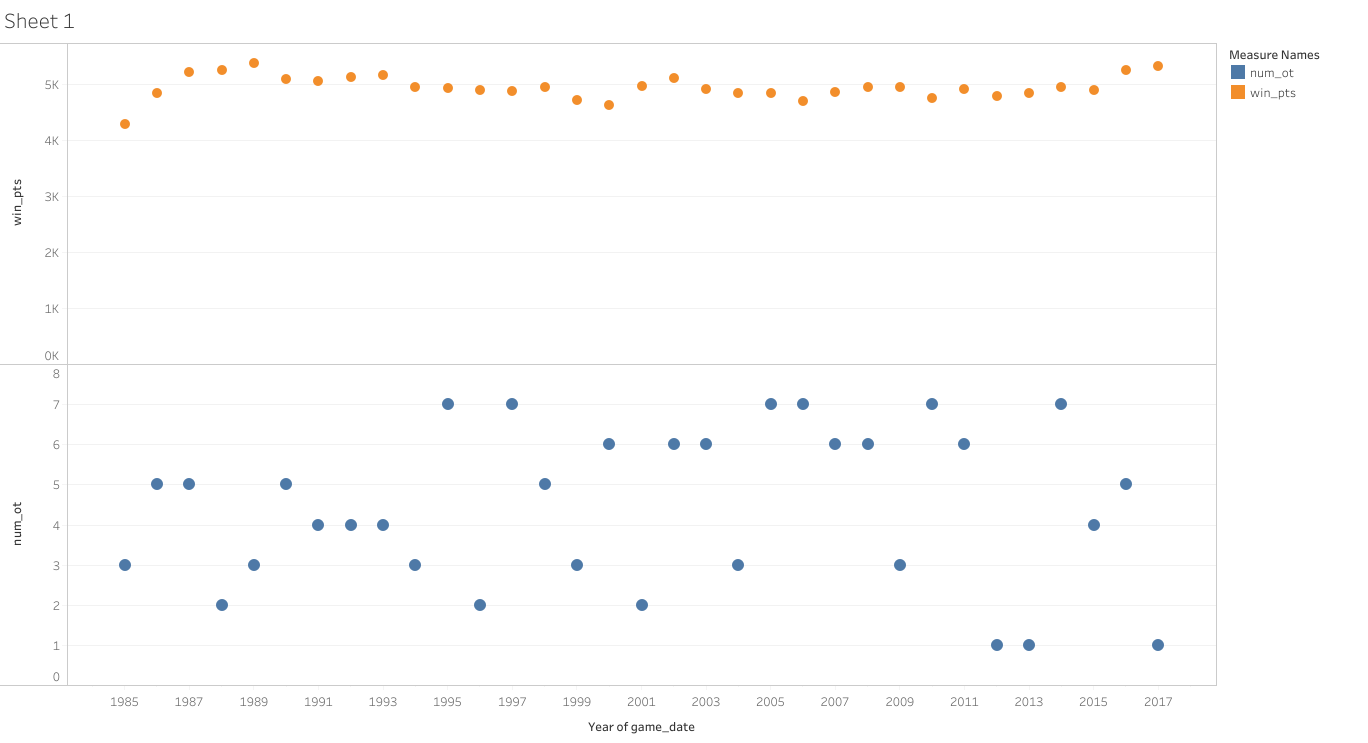 Sheet 1
Measure Names
num_ot
win_pts
win_pts
5K
4K
3K
2K
1K
0K
num_ot
8
7
6
5
4
3
2
1
0
1985 1987 1989 1991 1993 1995 1997 1999 2001 2003 2005 2007 2009 2011 2013 2015 2017
Year of game_date